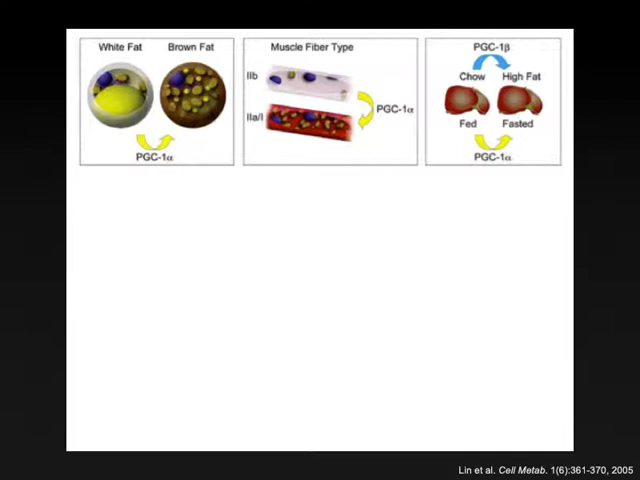 White Fat Brown Fat
PGC-1α
Muscle Fiber Type
IIb
IIa/I
PGC-1α
PGC-1β
Chow High Fat
Fed Fasted
PGC-1α
Lin et al. Cell Metab. 1(6):361-370, 2005